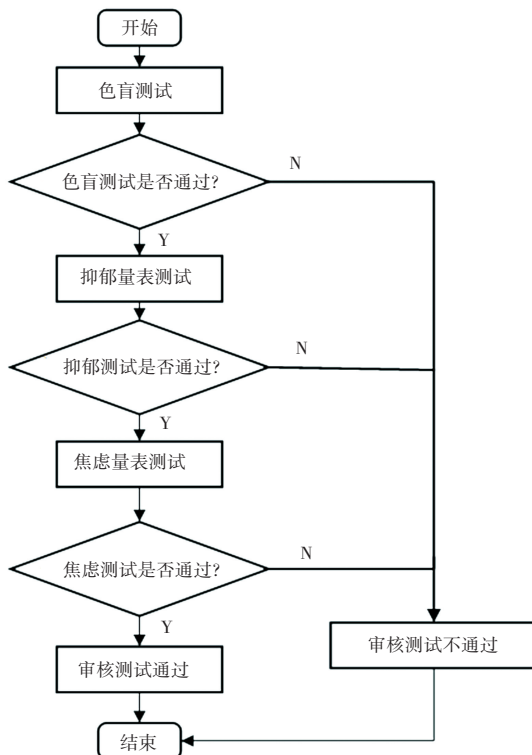 开始
色盲测试
色盲测试是否通过?
N
Y
抑郁量表测试
抑郁测试是否通过?
N
Y
焦虑量表测试
焦虑测试是否通过?
N
Y
审核测试通过
审核测试不通过
结束